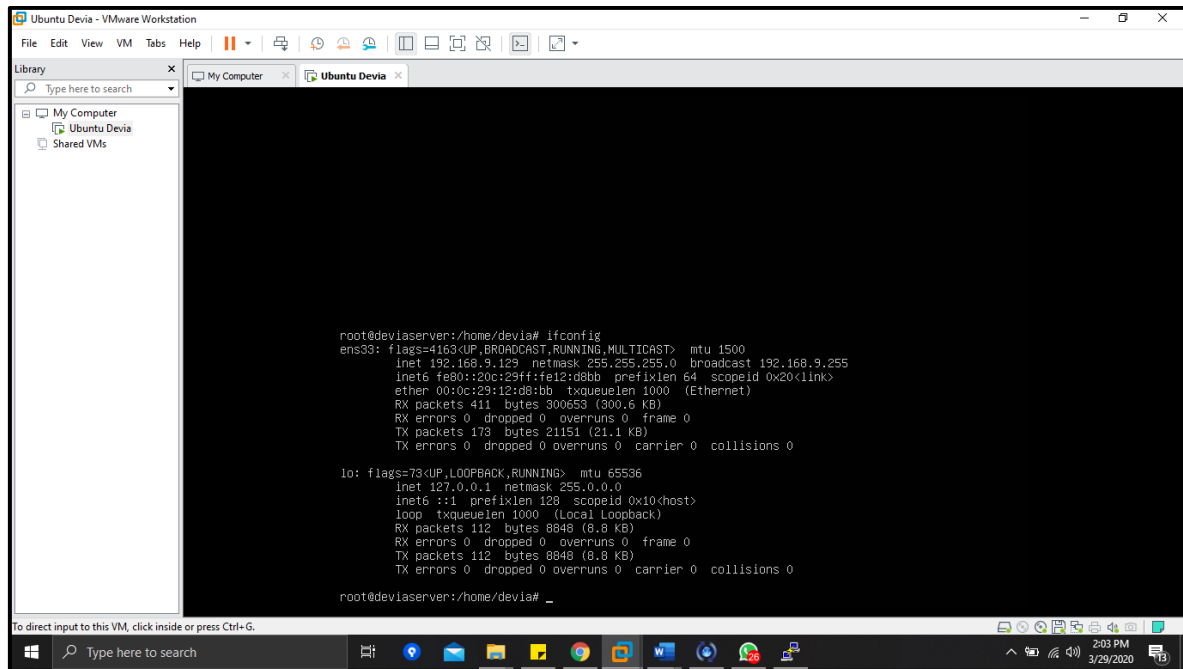 Ubuntu Devia - VMware Workstation
File Edit View VM Tabs Help
Library
Type here to search
My Computer
Ubuntu Devia
Shared VMs
My Computer
Ubuntu Devia
root@deviaserver:/home/devia# ifconfig
ens33: flags=4163<UP,BROADCAST,RUNNING,MULTICAST> mtu 1500
inet 192.168.9.129 netmask 255.255.255.0 broadcast 192.168.9.255
inet6 fe80::20c:29ff:fe12:d8bb prefixlen 64 scopeid 0x20<link>
ether 00:0c:29:12:d8:bb txqueuelen 1000 (Ethernet)
RX packets 411 bytes 300653 (300.6 KB)
RX errors 0 dropped 0 overruns 0 frame 0
TX packets 173 bytes 21151 (21.1 KB)
TX errors 0 dropped 0 overruns 0 carrier 0 collisions 0
lo: flags=73<UP,LOOPBACK,RUNNING> mtu 65536
inet 127.0.0.1 netmask 255.0.0.0
inet6 ::1 prefixlen 128 scopeid 0x10<host>
loop txqueuelen 1000 (Local Loopback)
RX packets 112 bytes 8848 (8.8 KB)
RX errors 0 dropped 0 overruns 0 frame 0
TX packets 112 bytes 8848 (8.8 KB)
TX errors 0 dropped 0 overruns 0 carrier 0 collisions 0
root@deviaserver:/home/devia# _
To direct input to this VM, click inside or press Ctrl+G.
Type here to search
26
2:03 PM
3/29/2020
13